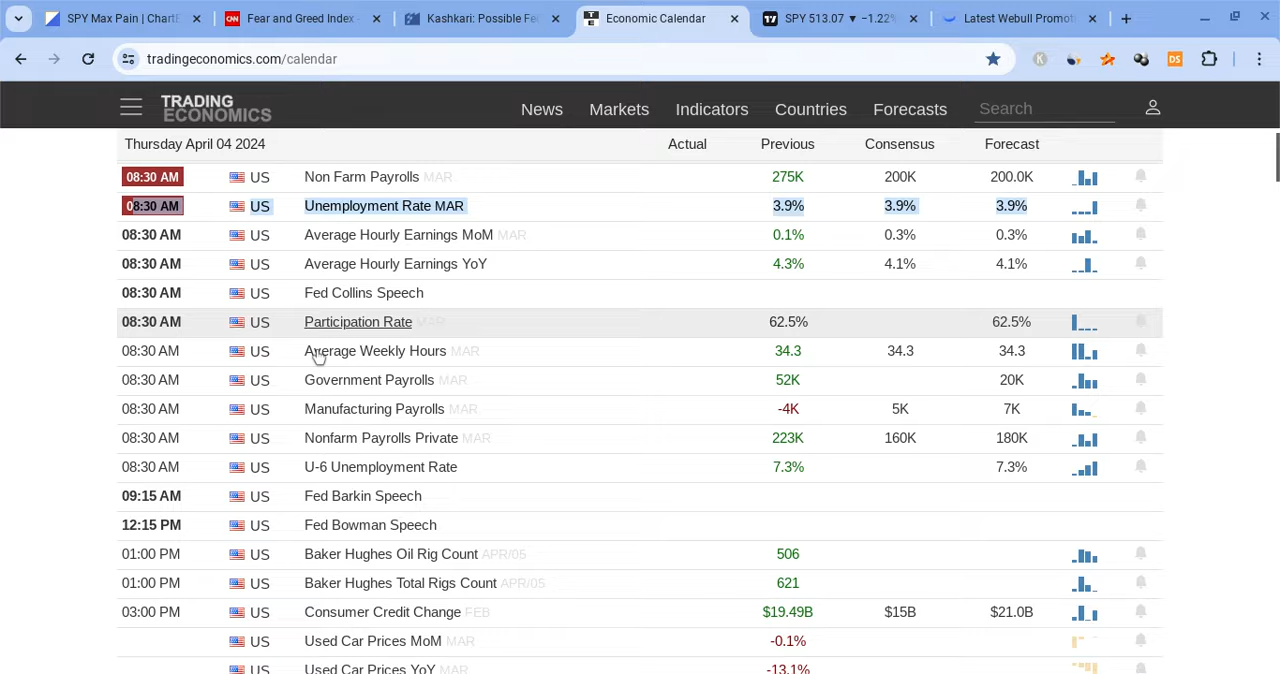 SPY Max Pain | ChartE
Fear and Greed Index -
Kashkari: Possible Fe
Economic Calendar
SPY 513.07 ▼ −1.22%
Latest Webull Promot
tradingeconomics.com/calendar
K
DS
TRADING
ECONOMICS
News Markets Indicators Countries Forecasts Search
Thursday April 04 2024 Actual Previous Consensus Forecast
08:30 AM US Non Farm Payrolls MAR 275K 200K 200.0K
08:30 AM US Unemployment Rate MAR 3.9% 3.9% 3.9%
08:30 AM US Average Hourly Earnings MoM MAR 0.1% 0.3% 0.3%
08:30 AM US Average Hourly Earnings YoY 4.3% 4.1% 4.1%
08:30 AM US Fed Collins Speech
08:30 AM US Participation Rate MAR 62.5% 62.5%
08:30 AM US Average Weekly Hours MAR 34.3 34.3 34.3
08:30 AM US Government Payrolls MAR 52K 20K
08:30 AM US Manufacturing Payrolls MAR -4K 5K 7K
08:30 AM US Nonfarm Payrolls Private MAR 223K 160K 180K
08:30 AM US U-6 Unemployment Rate 7.3% 7.3%
09:15 AM US Fed Barkin Speech
12:15 PM US Fed Bowman Speech
01:00 PM US Baker Hughes Oil Rig Count APR/05 506
01:00 PM US Baker Hughes Total Rigs Count APR/05 621
03:00 PM US Consumer Credit Change FEB $19.49B $15B $21.0B
US Used Car Prices MoM MAR -0.1%
US Used Car Prices YoY MAR -13.1%